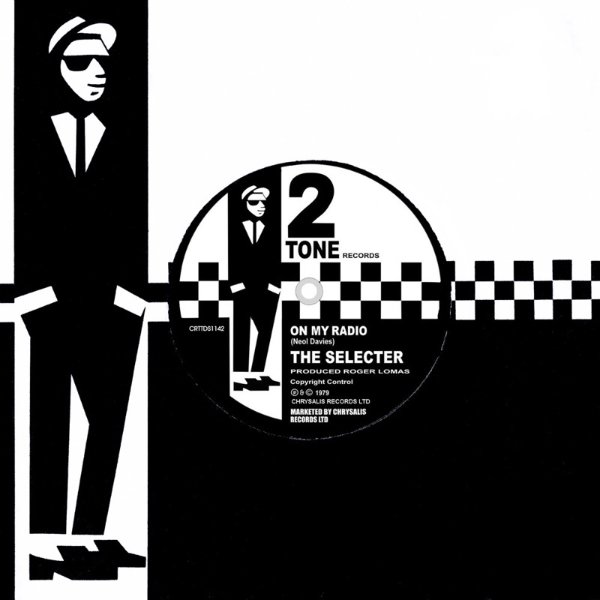 2
TONE RECORDS
CRTTDS1142
ON MY RADIO
(Neol Davies)
THE SELECTER
PRODUCED ROGER LOMAS
Copyright Control
℗ & © 1979
CHRYSALIS RECORDS LTD
MARKETED BY CHRYSALIS
RECORDS LTD